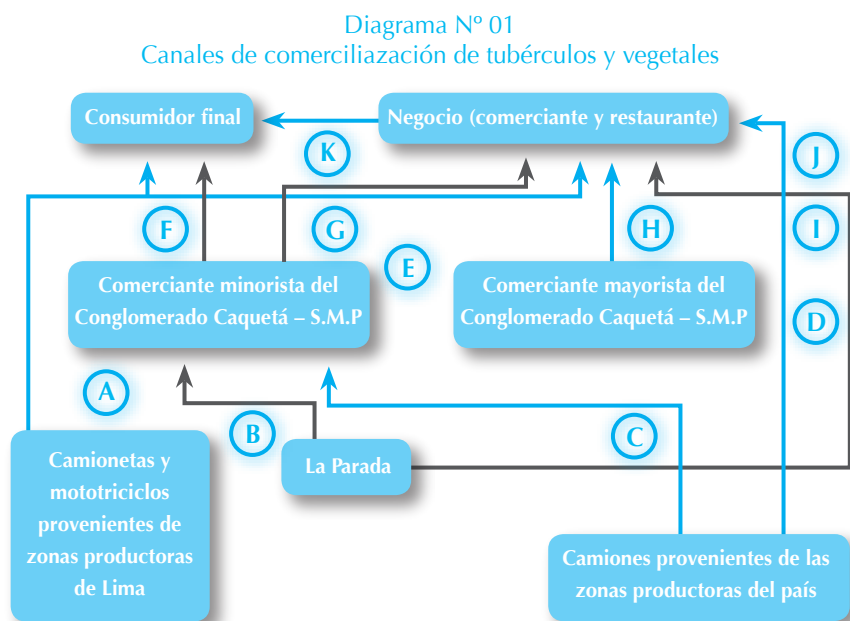 Diagrama Nº 01
Canales de comerciliazación de tubérculos y vegetales
Consumidor final
Negocio (comerciante y restaurante)
K
J
F
G
H
I
E
Comerciante minorista del
Conglomerado Caquetá – S.M.P
Comerciante mayorista del
Conglomerado Caquetá – S.M.P
D
A
B
C
Camionetas y
mototriciclos
provenientes de
zonas productoras
de Lima
La Parada
Camiones provenientes de las
zonas productoras del país